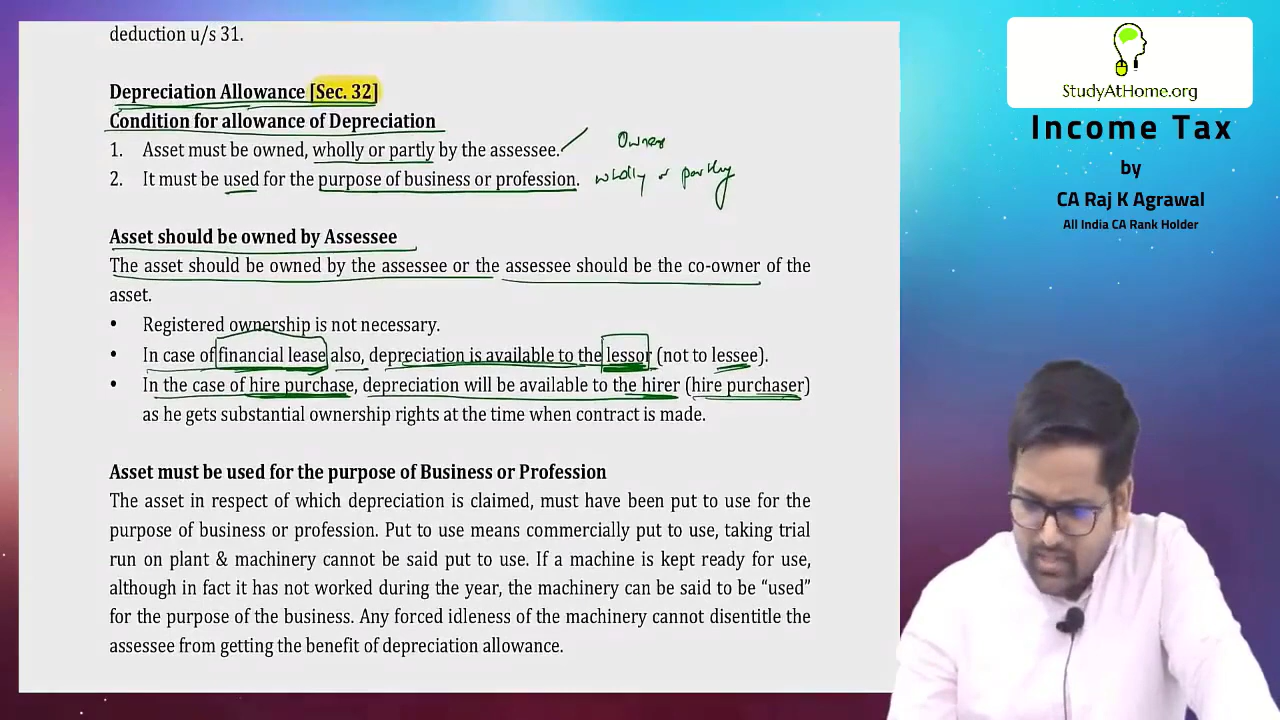 deduction u/s 31.
Depreciation Allowance [Sec. 32]
Condition for allowance of Depreciation
1. Asset must be owned, wholly or partly by the assessee.
Owner
2. It must be used for the purpose of business or profession.
wholly or partly
Asset should be owned by Assessee
The asset should be owned by the assessee or the assessee should be the co-owner of the
asset.
• Registered ownership is not necessary.
• In case of financial lease also, depreciation is available to the lessor (not to lessee).
• In the case of hire purchase, depreciation will be available to the hirer (hire purchaser)
as he gets substantial ownership rights at the time when contract is made.
Asset must be used for the purpose of Business or Profession
The asset in respect of which depreciation is claimed, must have been put to use for the
purpose of business or profession. Put to use means commercially put to use, taking trial
run on plant & machinery cannot be said put to use. If a machine is kept ready for use,
although in fact it has not worked during the year, the machinery can be said to be “used”
for the purpose of the business. Any forced idleness of the machinery cannot disentitle the
assessee from getting the benefit of depreciation allowance.
StudyAtHome.org
Income Tax
by
CA Raj K Agrawal
All India CA Rank Holder